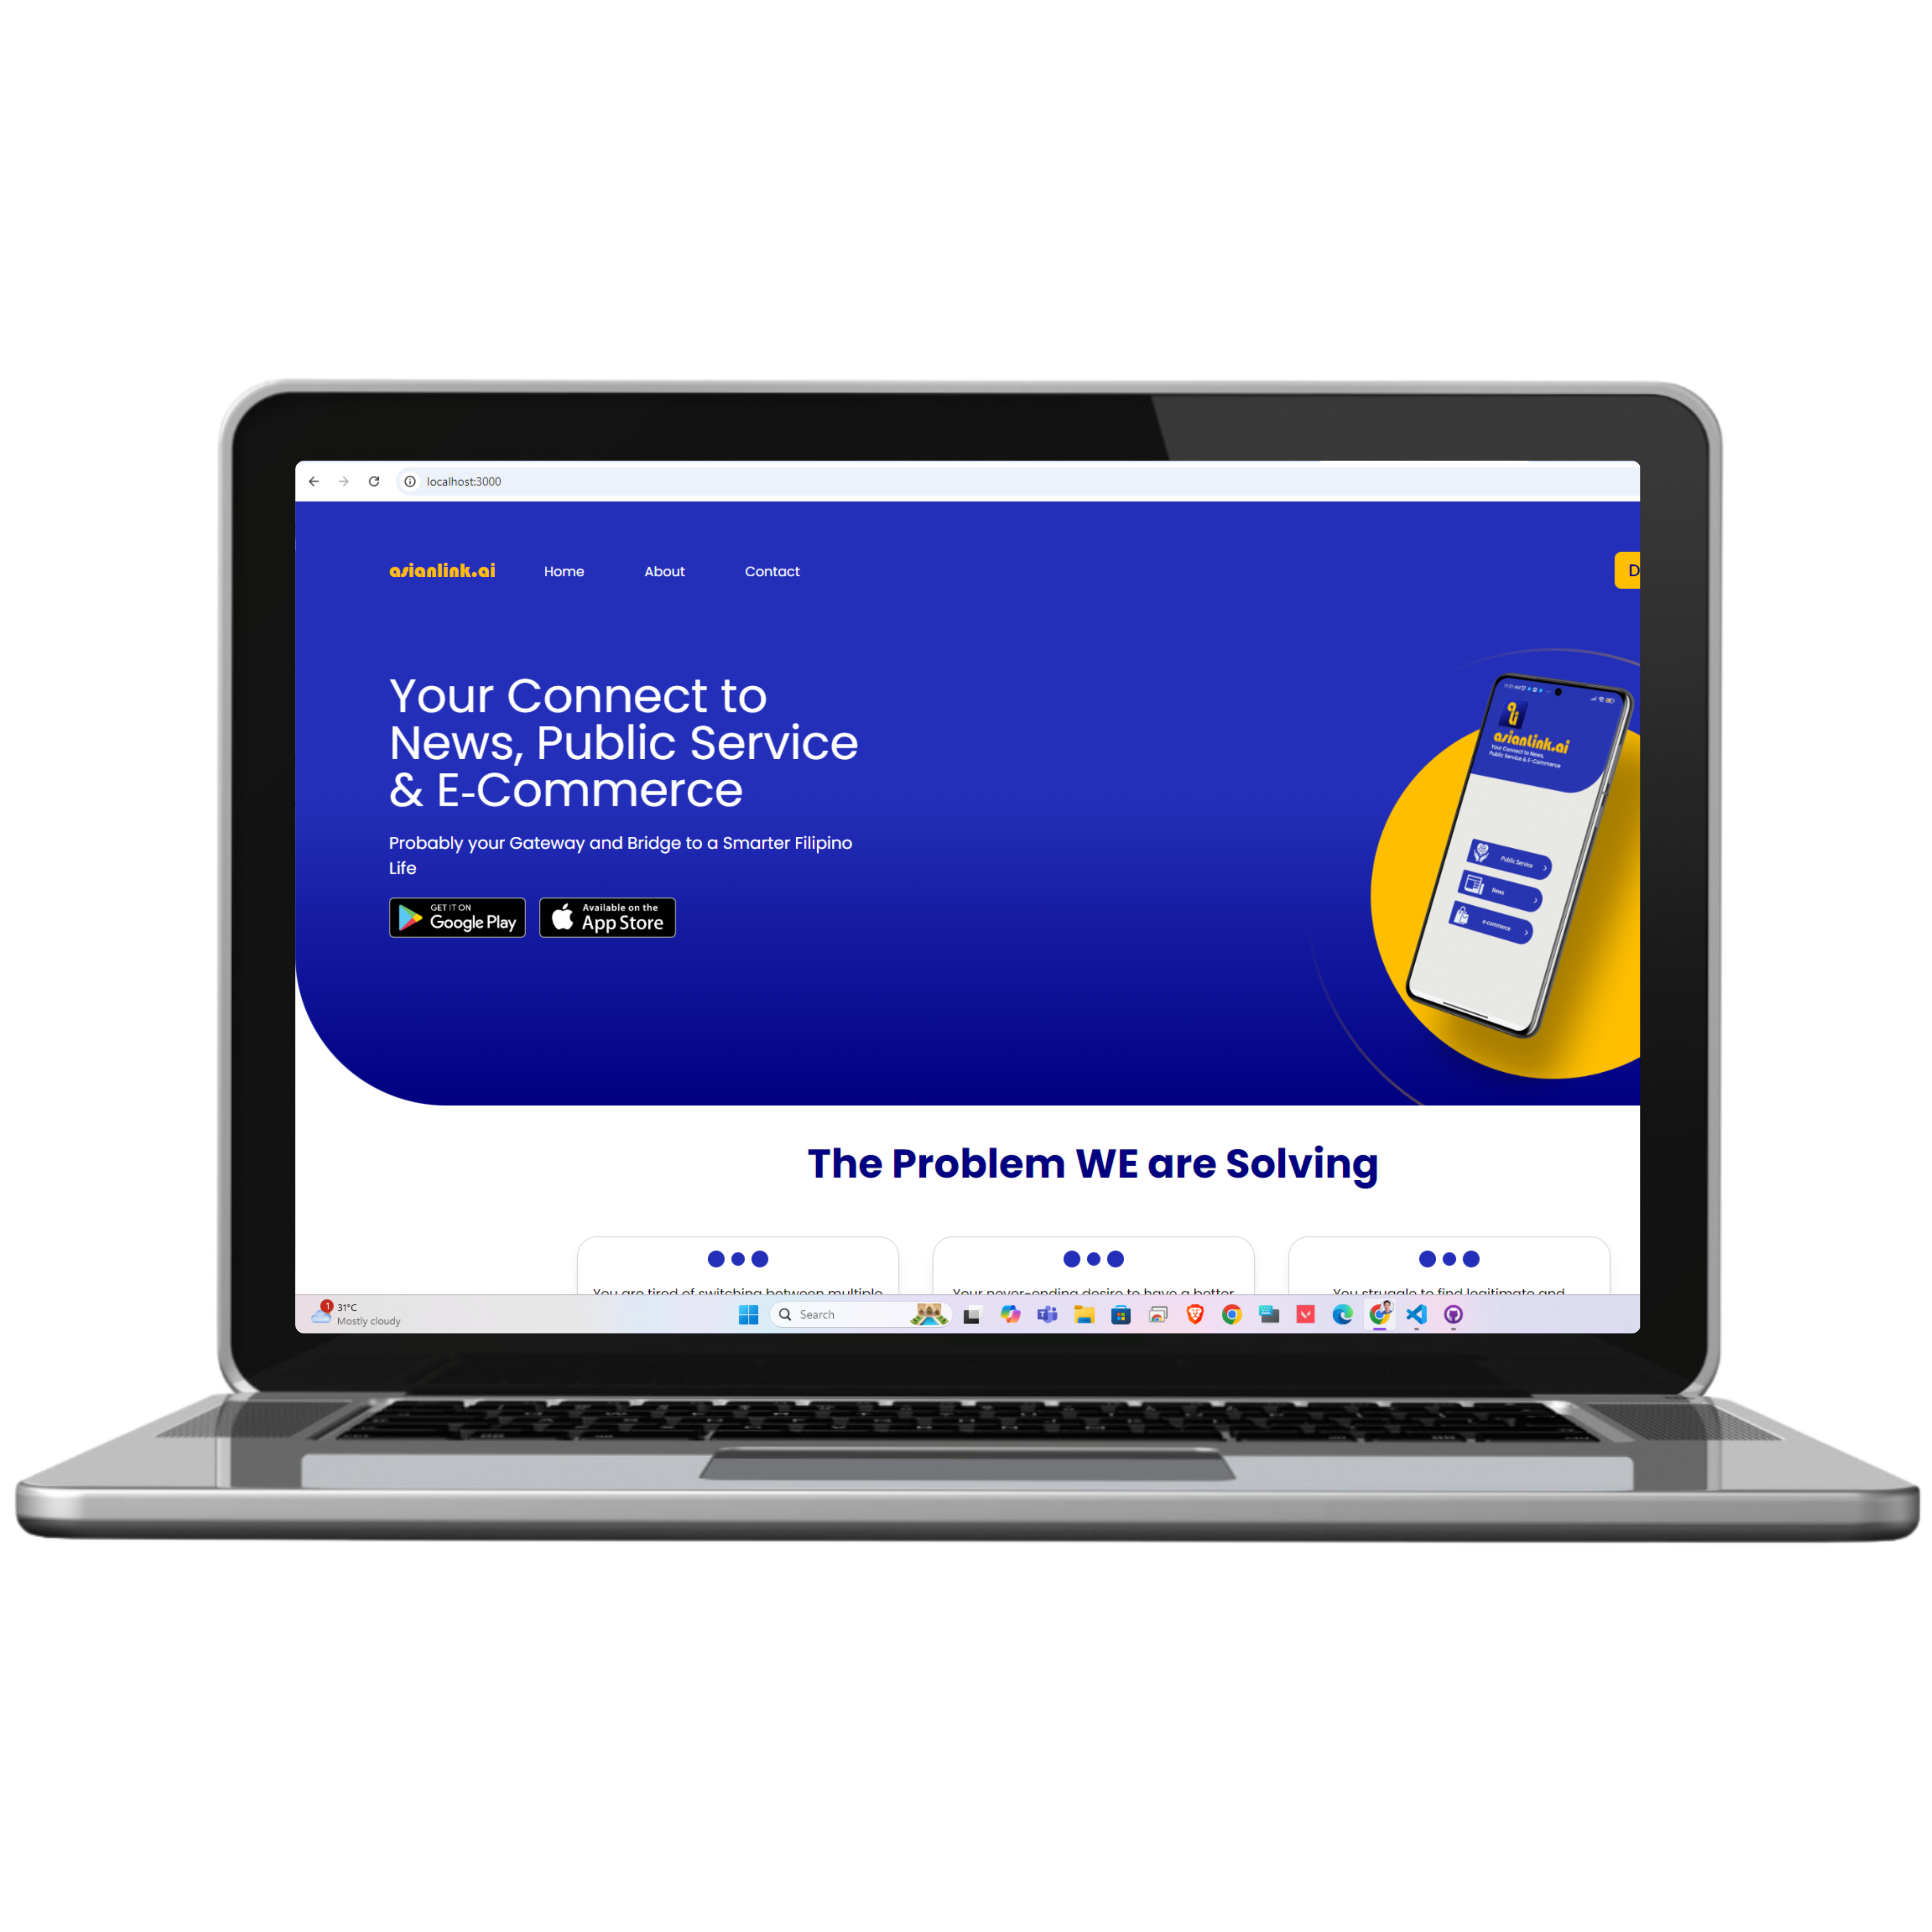 localhost:3000
asianlink.ai Home About Contact D
Your Connect to
News, Public Service
& E-Commerce
Probably your Gateway and Bridge to a Smarter Filipino
Life
GET IT ON
Google Play
Available on the
App Store
asianlink.ai
Your Connect to News,
Public Service & E-Commerce
Public Service
News
e-commerce
The Problem WE are Solving
You are tired of switching between multiple
Your never-ending desire to have a better
You struggle to find legitimate and
1
31°C
Mostly cloudy
Search